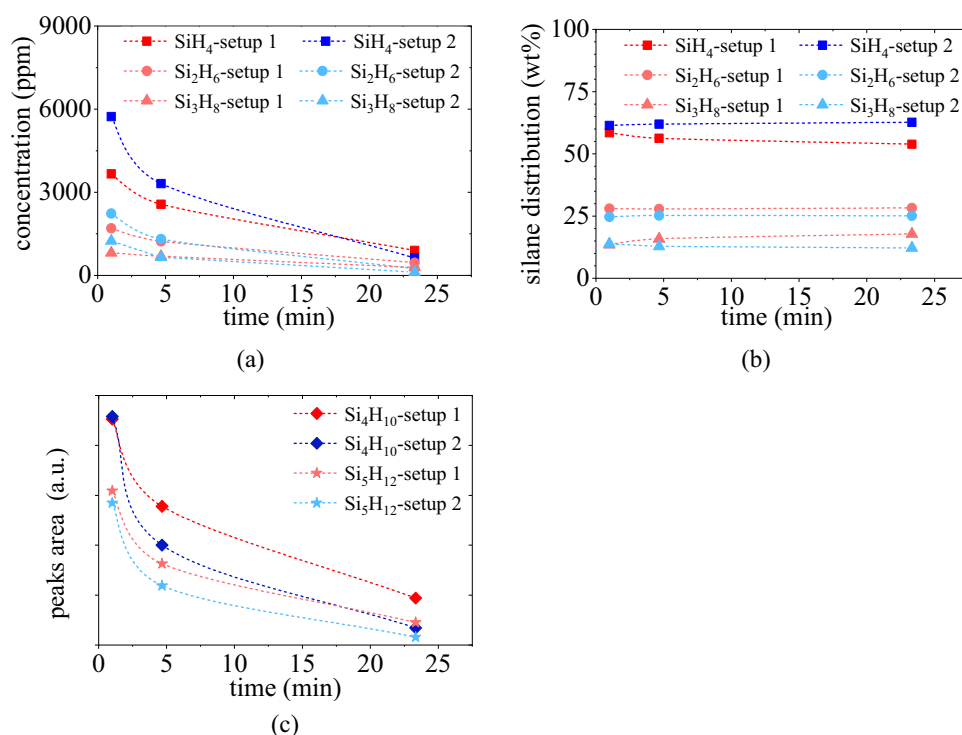 9000
6000
3000
0
concentration (ppm)
SiH₄-setup 1
SiH₄-setup 2
Si₂H₆-setup 1
Si₂H₆-setup 2
Si₃H₈-setup 1
Si₃H₈-setup 2
0 5 10 15 20 25
time (min)
(a)
100
75
50
25
0
silane distribution (wt%)
SiH₄-setup 1
SiH₄-setup 2
Si₂H₆-setup 1
Si₂H₆-setup 2
Si₃H₈-setup 1
Si₃H₈-setup 2
0 5 10 15 20 25
time (min)
(b)
peaks area (a.u.)
Si₄H₁₀-setup 1
Si₄H₁₀-setup 2
Si₅H₁₂-setup 1
Si₅H₁₂-setup 2
0 5 10 15 20 25
time (min)
(c)